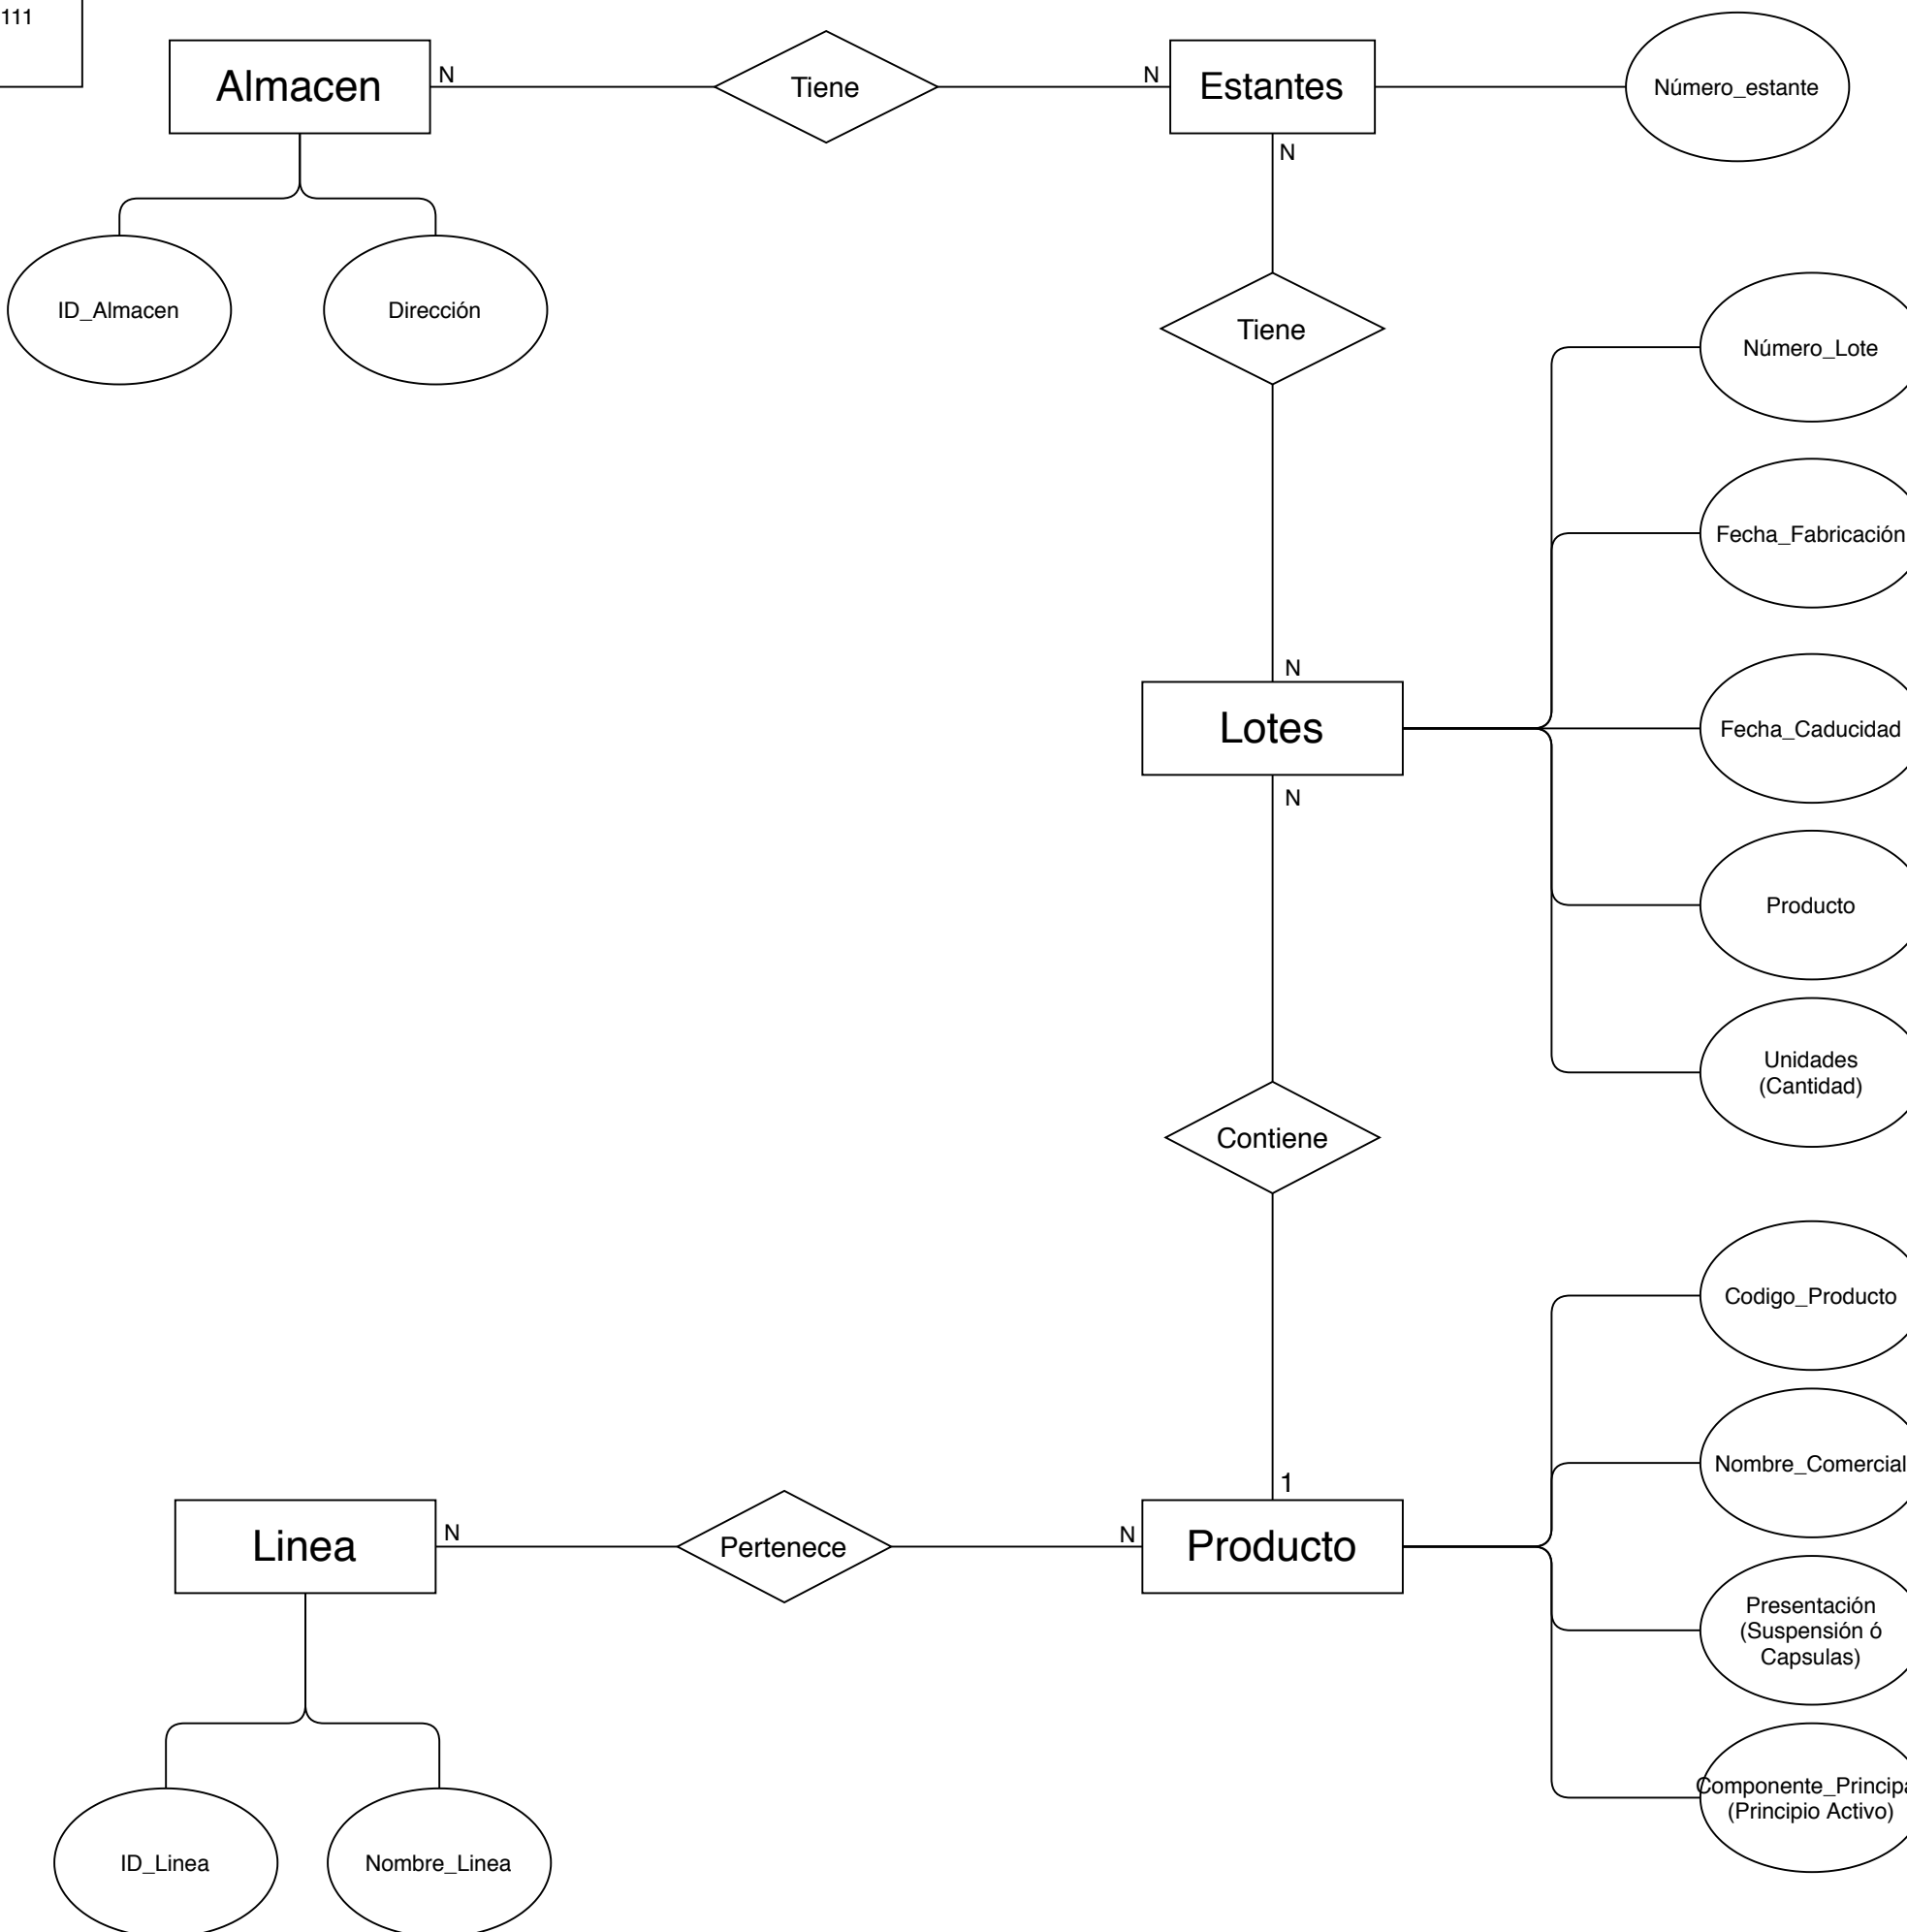 111
Almacen
N
Tiene
N
Estantes
Número_estante
N
ID_Almacen
Dirección
Tiene
Número_Lote
Fecha_Fabricación
N
Lotes
Fecha_Caducidad
N
Producto
Unidades
(Cantidad)
Contiene
Codigo_Producto
Nombre_Comercial
1
Linea
N
Pertenece
N
Producto
Presentación
(Suspensión ó
Capsulas)
Componente_Principa
(Principio Activo)
ID_Linea
Nombre_Linea